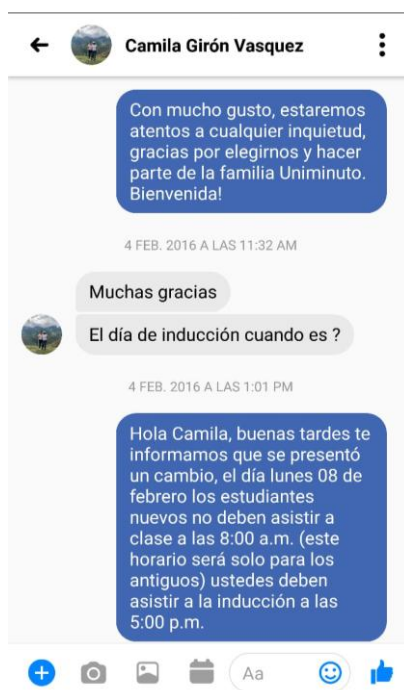 Camila Girón Vasquez
Con mucho gusto, estaremos
atentos a cualquier inquietud,
gracias por elegirnos y hacer
parte de la familia Uniminuto.
Bienvenida!
4 FEB. 2016 A LAS 11:32 AM
Muchas gracias
El día de inducción cuando es ?
4 FEB. 2016 A LAS 1:01 PM
Hola Camila, buenas tardes te
informamos que se presentó
un cambio, el día lunes 08 de
febrero los estudiantes
nuevos no deben asistir a
clase a las 8:00 a.m. (este
horario será solo para los
antiguos) ustedes deben
asistir a la inducción a las
5:00 p.m.
Aa